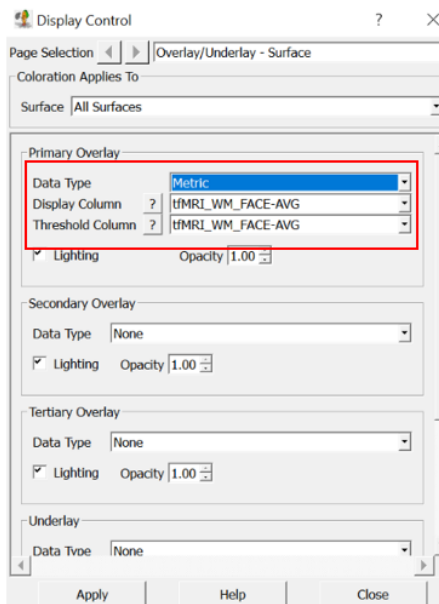 Display Control ?
Page Selection Overlay/Underlay - Surface
Coloration Applies To
Surface All Surfaces
Primary Overlay
Data Type Metric
Display Column ? tfMRI_WM_FACE-AVG
Threshold Column ? tfMRI_WM_FACE-AVG
Lighting Opacity 1.00
Secondary Overlay
Data Type None
Lighting Opacity 1.00
Tertiary Overlay
Data Type None
Lighting Opacity 1.00
Underlay
Data Type None
Apply Help Close